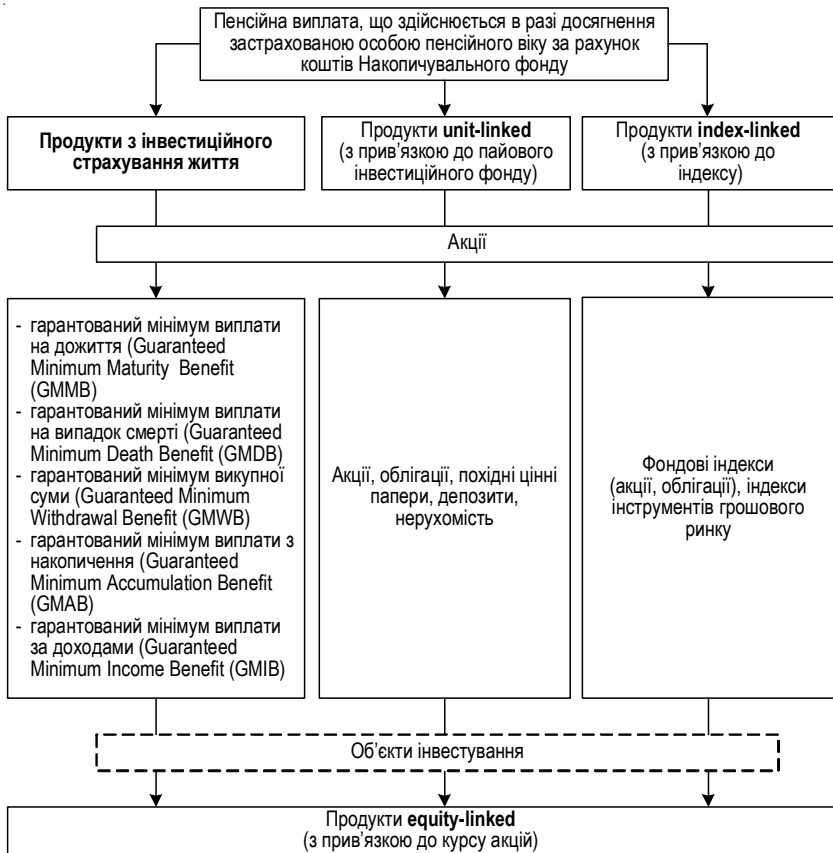 Пенсійна виплата, що здійснюється в разі досягнення
застрахованою особою пенсійного віку за рахунок
коштів Накопичувального фонду
Продукти з інвестиційного
страхування життя
Продукти unit-linked
(з прив'язкою до пайового
інвестиційного фонду)
Продукти index-linked
(з прив'язкою до
індексу)
Акції
- гарантований мінімум виплати
на дожиття (Guaranteed
Minimum Maturity Benefit
(GMMB)
- гарантований мінімум виплати
на випадок смерті (Guaranteed
Minimum Death Benefit (GMDB)
- гарантований мінімум викупної
суми (Guaranteed Minimum
Withdrawal Benefit (GMWB)
- гарантований мінімум виплати з
накопичення (Guaranteed
Minimum Accumulation Benefit
(GMAB)
- гарантований мінімум виплати
за доходами (Guaranteed
Minimum Income Benefit (GMIB)
Акції, облігації, похідні цінні
папери, депозити,
нерухомість
Фондові індекси
(акції, облігації), індекси
інструментів грошового
ринку
Об'єкти інвестування
Продукти equity-linked
(з прив'язкою до курсу акцій)